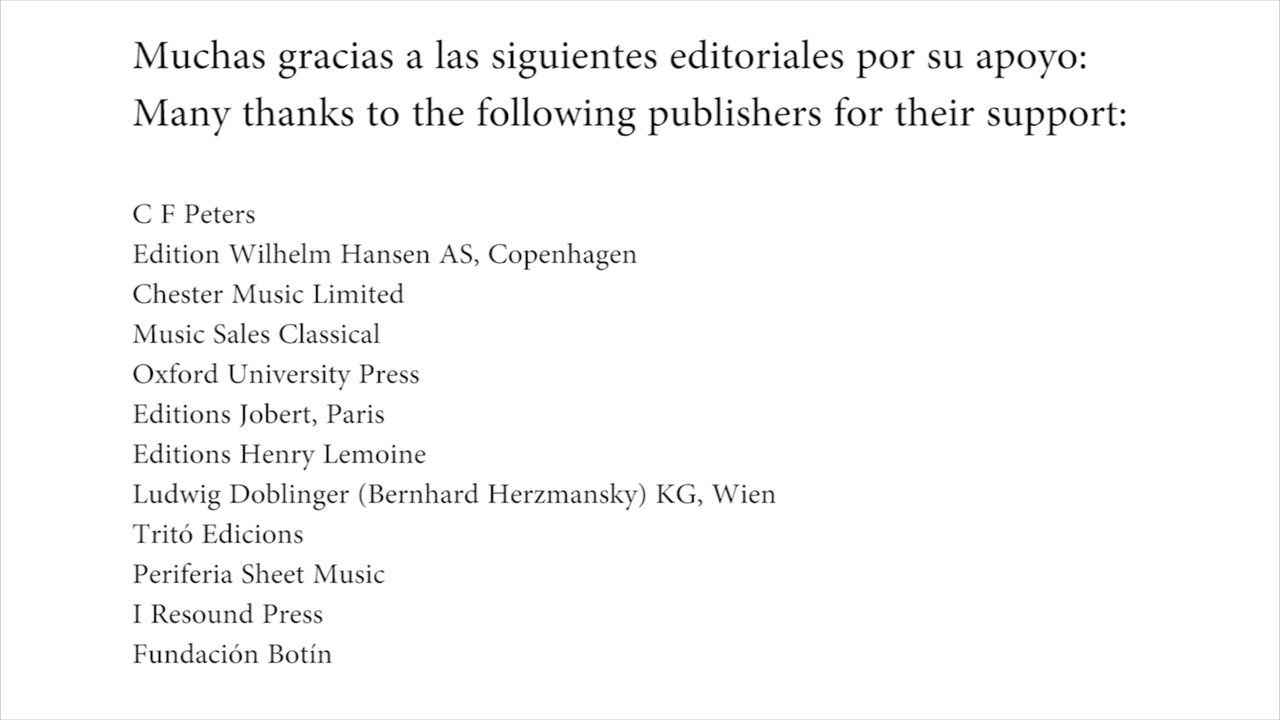 Muchas gracias a las siguientes editoriales por su apoyo:
Many thanks to the following publishers for their support:
C F Peters
Edition Wilhelm Hansen AS, Copenhagen
Chester Music Limited
Music Sales Classical
Oxford University Press
Editions Jobert, Paris
Editions Henry Lemoine
Ludwig Doblinger (Bernhard Herzmansky) KG, Wien
Tritó Edicions
Periferia Sheet Music
I Resound Press
Fundación Botín